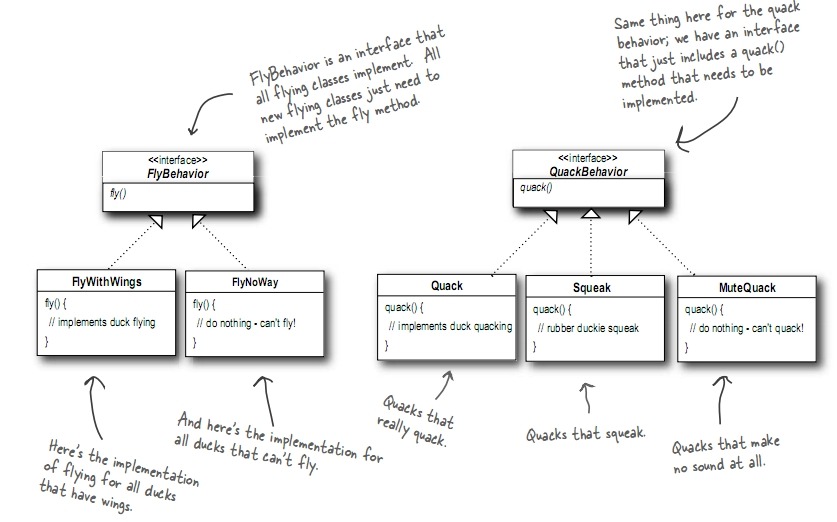 FlyBehavior is an interface that
all flying classes implement. All
new flying classes just need to
implement the fly method.
Same thing here for the quack
behavior; we have an interface
that just includes a quack()
method that needs to be
implemented.
<<interface>>
FlyBehavior
fly()
<<interface>>
QuackBehavior
quack()
FlyWithWings
fly() {
// implements duck flying
}
FlyNoWay
fly() {
// do nothing - can't fly!
}
Quack
quack() {
// implements duck quacking
}
Squeak
quack() {
// rubber duckie squeak
}
MuteQuack
quack() {
// do nothing - can't quack!
}
Here's the implementation
of flying for all ducks
that have wings.
And here's the implementation for
all ducks that can't fly.
Quacks that
really quack.
Quacks that squeak.
Quacks that make
no sound at all.